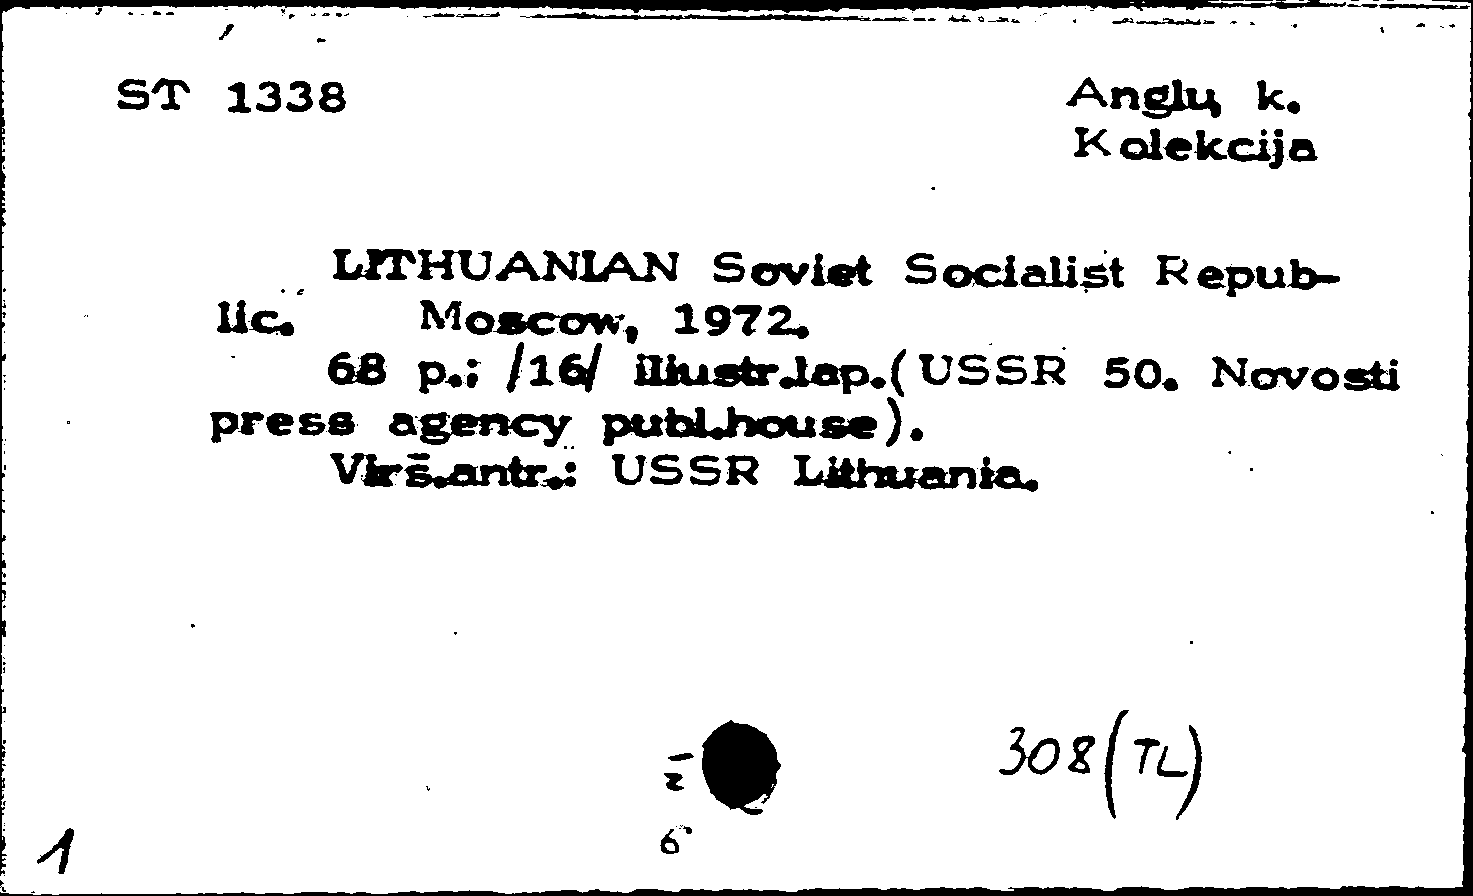 ST 1338 Anglų k.
Kolekcija
LITHUANIAN Soviet Socialist Repub-
lic. Moscow, 1972.
68 p.; /16/ iliustr.lap.(USSR 50. Novosti
press agency publ.house).
Virš.antr.: USSR Lithuania.
308(TL)
6
1